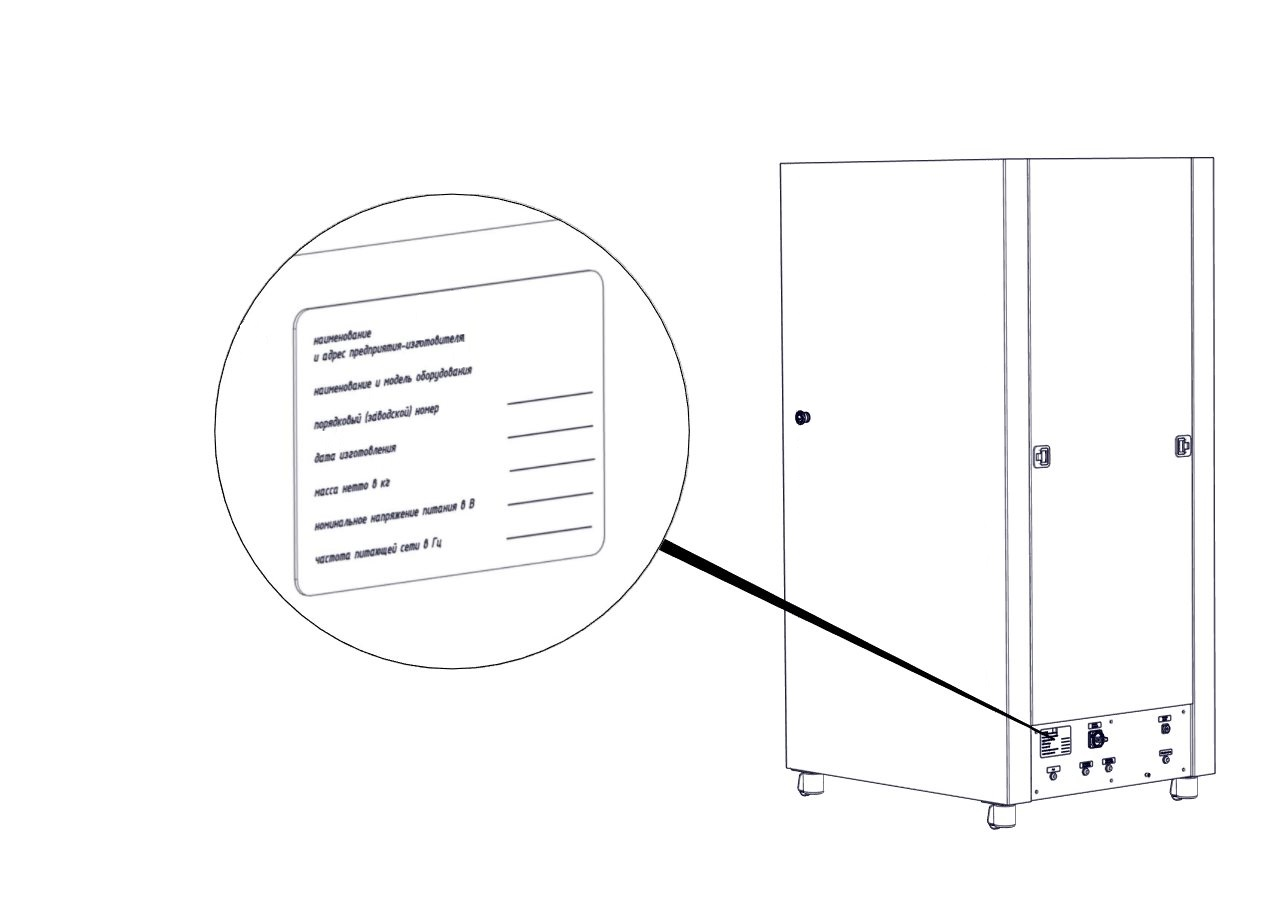 наименование
и адрес предприятия-изготовителя
наименование и модель оборудования
порядковый (заводской) номер
дата изготовления
масса нетто в кг
номинальное напряжение питания в В
частота питающей сети в Гц